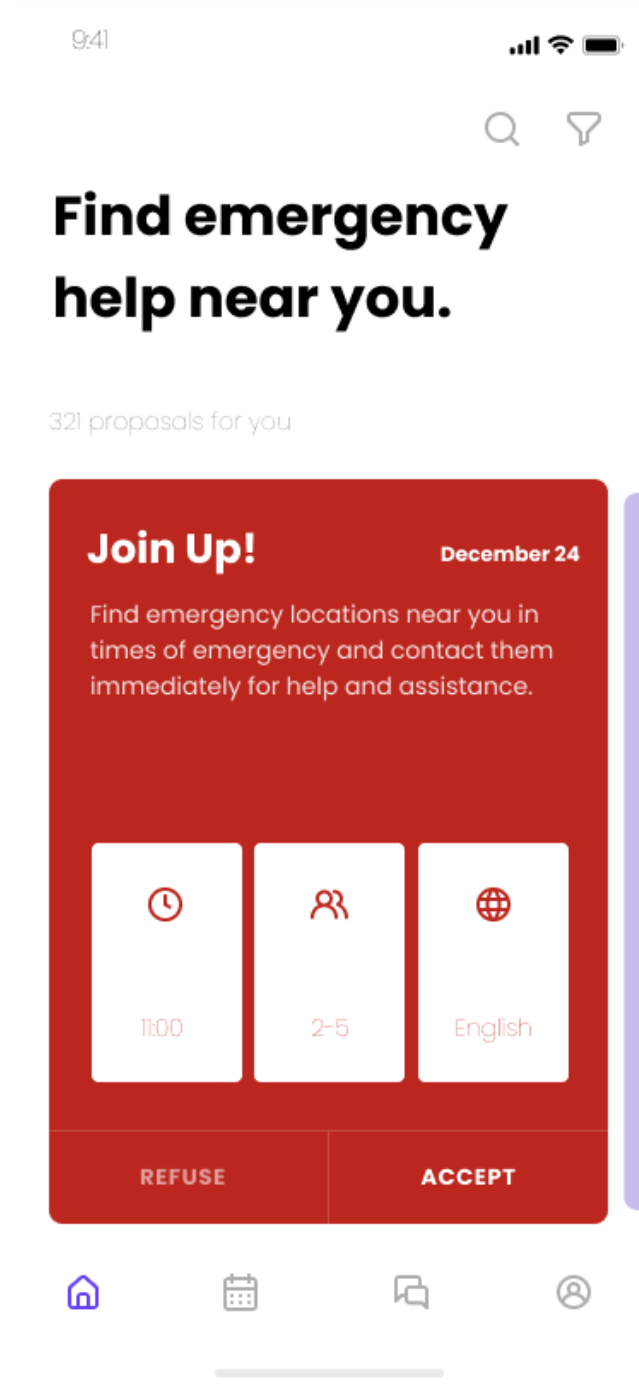 9:41
Find emergency
help near you.
321 proposals for you
Join Up!
December 24
Find emergency locations near you in
times of emergency and contact them
immediately for help and assistance.
11:00
2-5
English
REFUSE
ACCEPT